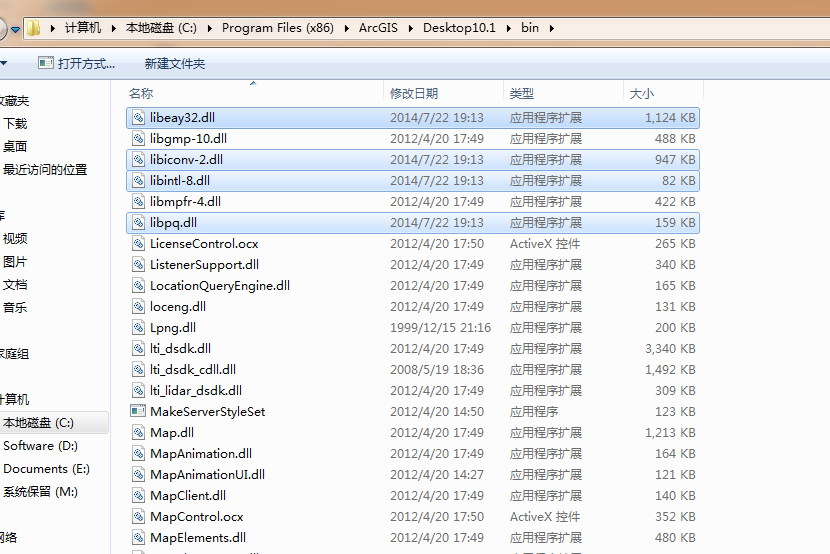 计算机 本地磁盘 (C:) Program Files (x86) ArcGIS Desktop10.1 bin
打开方式... 新建文件夹
名称 修改日期 类型 大小
收藏夹
下载
桌面
最近访问的位置
库
视频
图片
文档
音乐
家庭组
计算机
本地磁盘 (C:)
Software (D:)
Documents (E:)
系统保留 (M:)
网络
libeay32.dll 2014/7/22 19:13 应用程序扩展 1,124 KB
libgmp-10.dll 2012/4/20 17:49 应用程序扩展 488 KB
libiconv-2.dll 2014/7/22 19:13 应用程序扩展 947 KB
libintl-8.dll 2014/7/22 19:13 应用程序扩展 82 KB
libmpfr-4.dll 2012/4/20 17:49 应用程序扩展 422 KB
libpq.dll 2014/7/22 19:13 应用程序扩展 159 KB
LicenseControl.ocx 2012/4/20 17:50 ActiveX 控件 265 KB
ListenerSupport.dll 2012/4/20 17:49 应用程序扩展 340 KB
LocationQueryEngine.dll 2012/4/20 17:49 应用程序扩展 165 KB
loceng.dll 2012/4/20 17:49 应用程序扩展 131 KB
Lpng.dll 1999/12/15 21:16 应用程序扩展 200 KB
lti_dsdk.dll 2012/4/20 17:49 应用程序扩展 3,340 KB
lti_dsdk_cdll.dll 2008/5/19 18:36 应用程序扩展 1,492 KB
lti_lidar_dsdk.dll 2012/4/20 17:49 应用程序扩展 309 KB
MakeServerStyleSet 2012/4/20 14:50 应用程序 123 KB
Map.dll 2012/4/20 17:49 应用程序扩展 1,213 KB
MapAnimation.dll 2012/4/20 17:49 应用程序扩展 164 KB
MapAnimationUI.dll 2012/4/20 14:27 应用程序扩展 121 KB
MapClient.dll 2012/4/20 17:49 应用程序扩展 140 KB
MapControl.ocx 2012/4/20 17:50 ActiveX 控件 352 KB
MapElements.dll 2012/4/20 17:49 应用程序扩展 480 KB